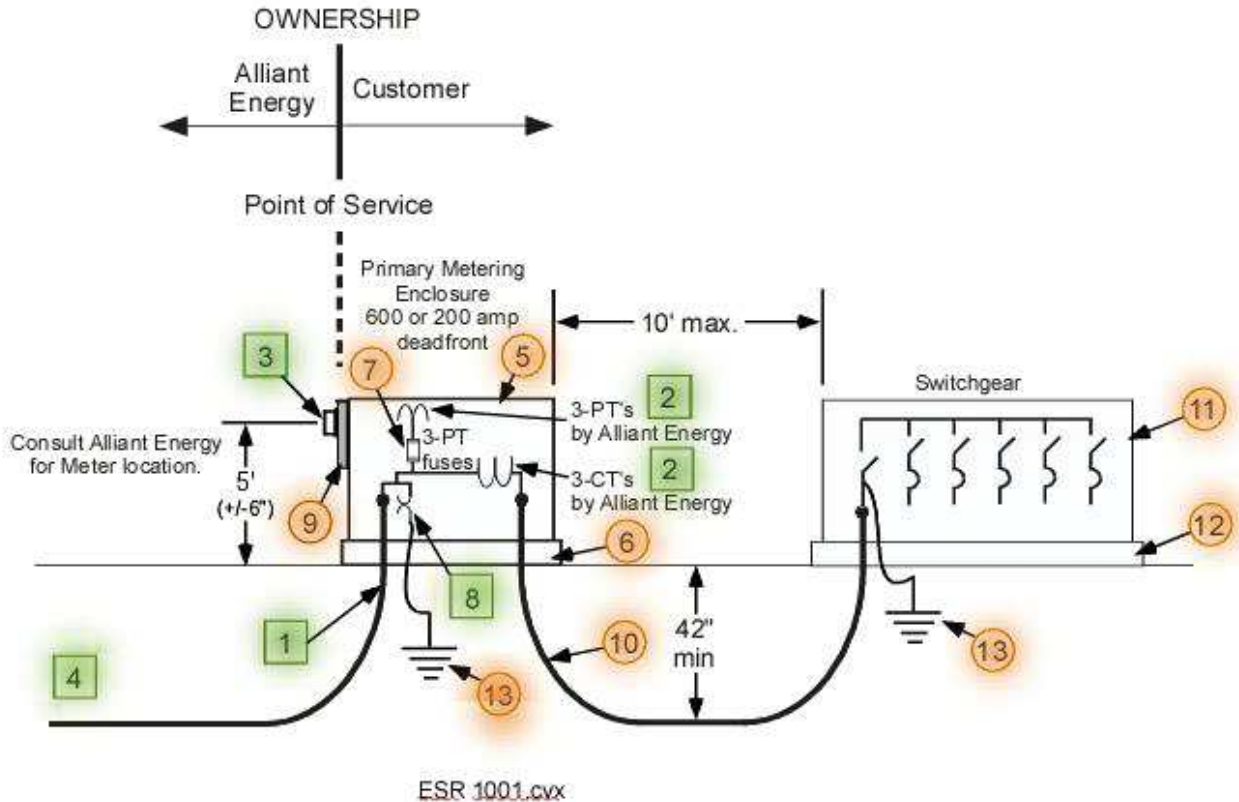 OWNERSHIP
Alliant
Energy
Customer
Point of Service
Primary Metering
Enclosure
600 or 200 amp
deadfront
10' max.
3
7
5
Switchgear
2
3-PT's
by Alliant Energy
11
Consult Alliant Energy
for Meter location.
3-PT
fuses
2
3-CT's
by Alliant Energy
5'
(+/-6")
9
6
12
8
1
42"
min
10
4
13
13
ESR 1001.cvx